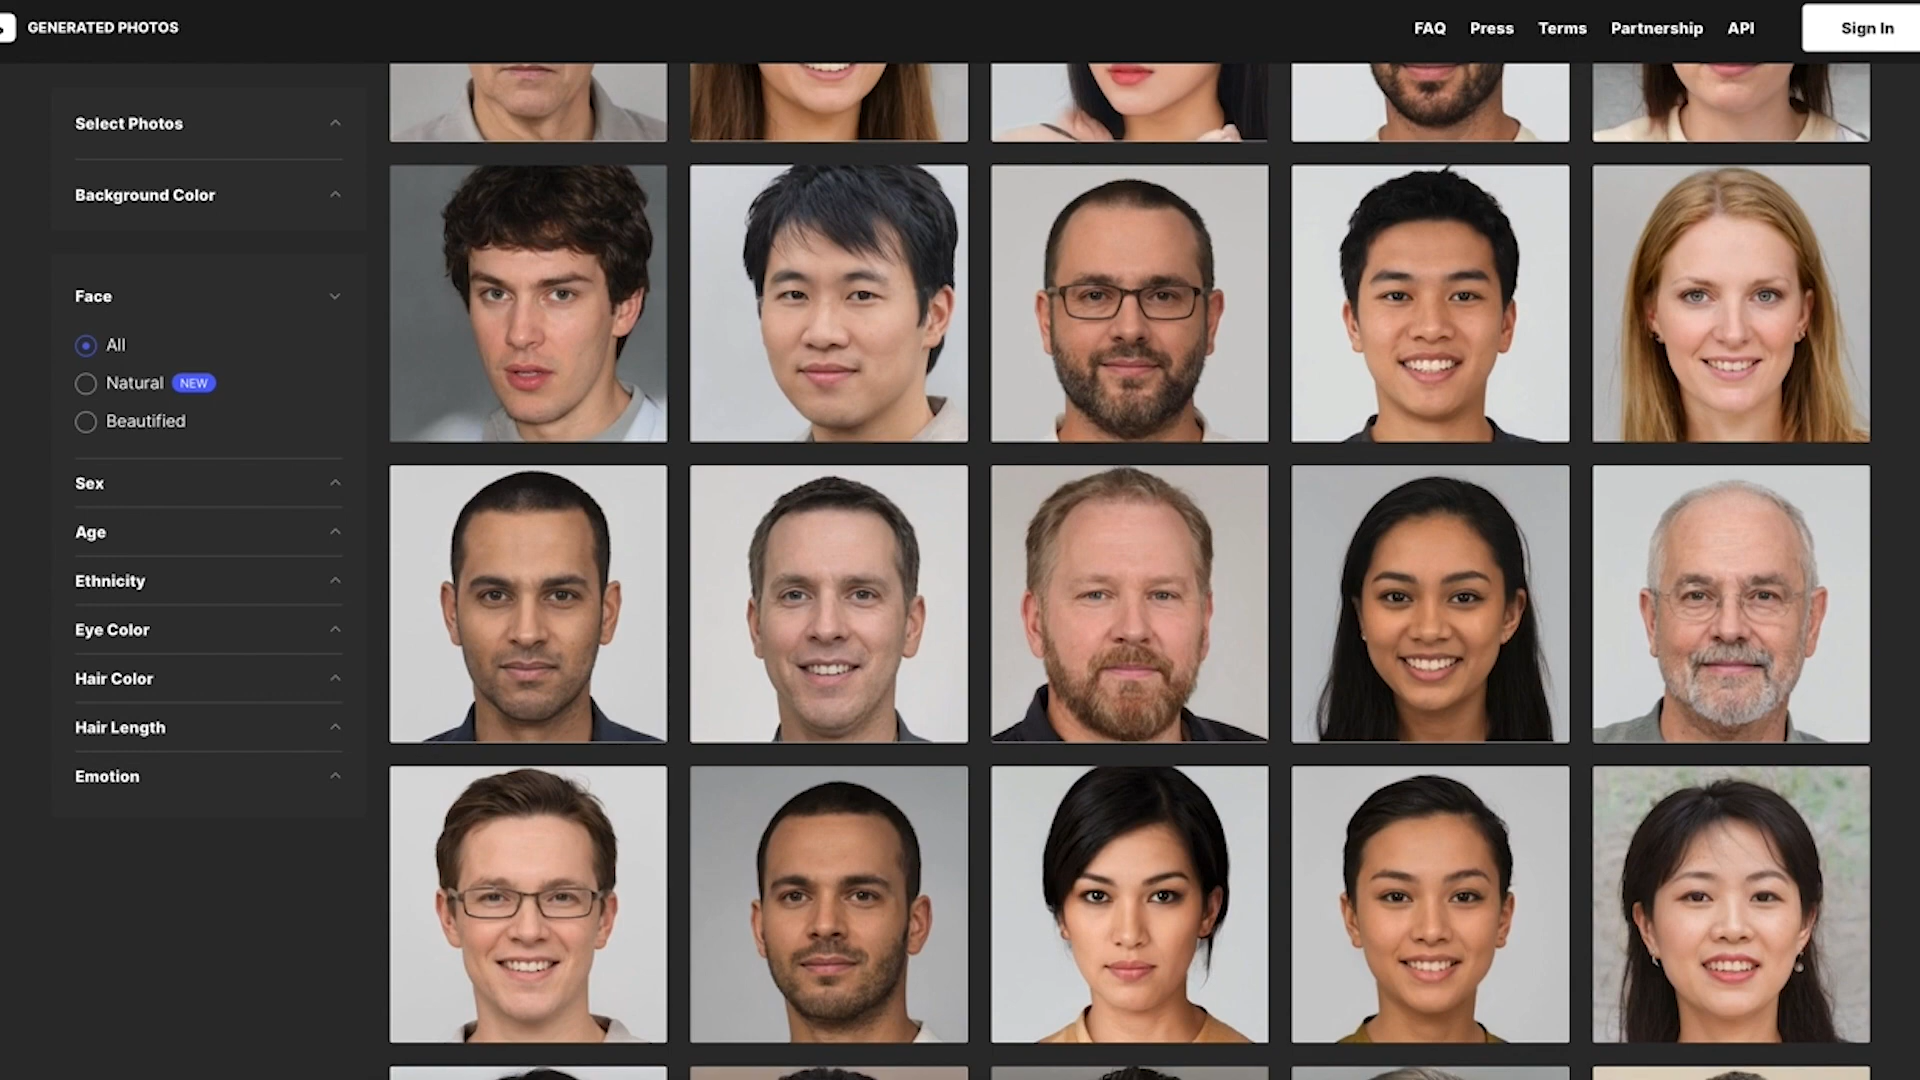 GENERATED PHOTOS
FAQ Press Terms Partnership API Sign In
Select Photos
Background Color
Face
All
Natural NEW
Beautified
Sex
Age
Ethnicity
Eye Color
Hair Color
Hair Length
Emotion